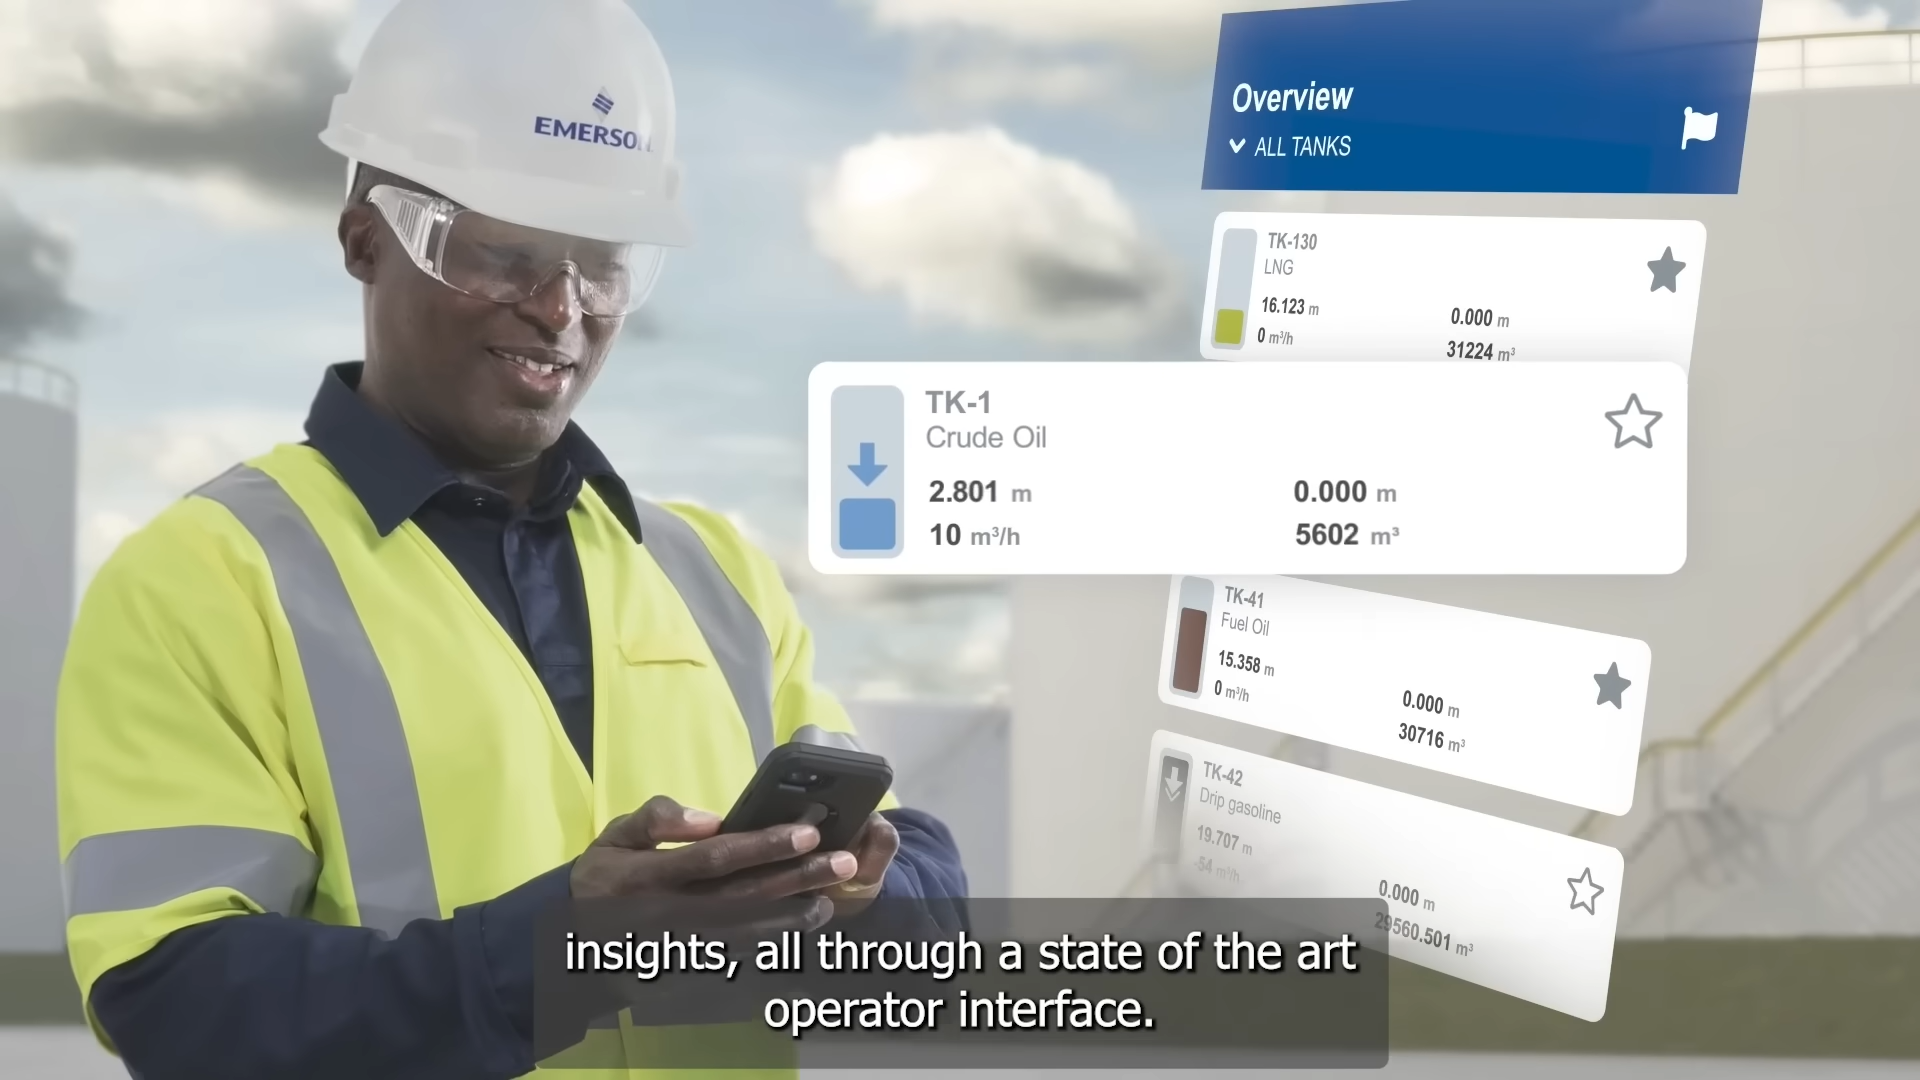 EMERSON
Overview
ALL TANKS
TK-130
LNG
16.123 m 0.000 m
0 m³/h 31224 m³
TK-1
Crude Oil
2.801 m 0.000 m
10 m³/h 5602 m³
TK-41
Fuel Oil
15.358 m 0.000 m
0 m³/h 30716 m³
TK-42
Drip gasoline
19.707 m 0.000 m
-54 m³/h 29560.501 m³
insights, all through a state of the art
operator interface.